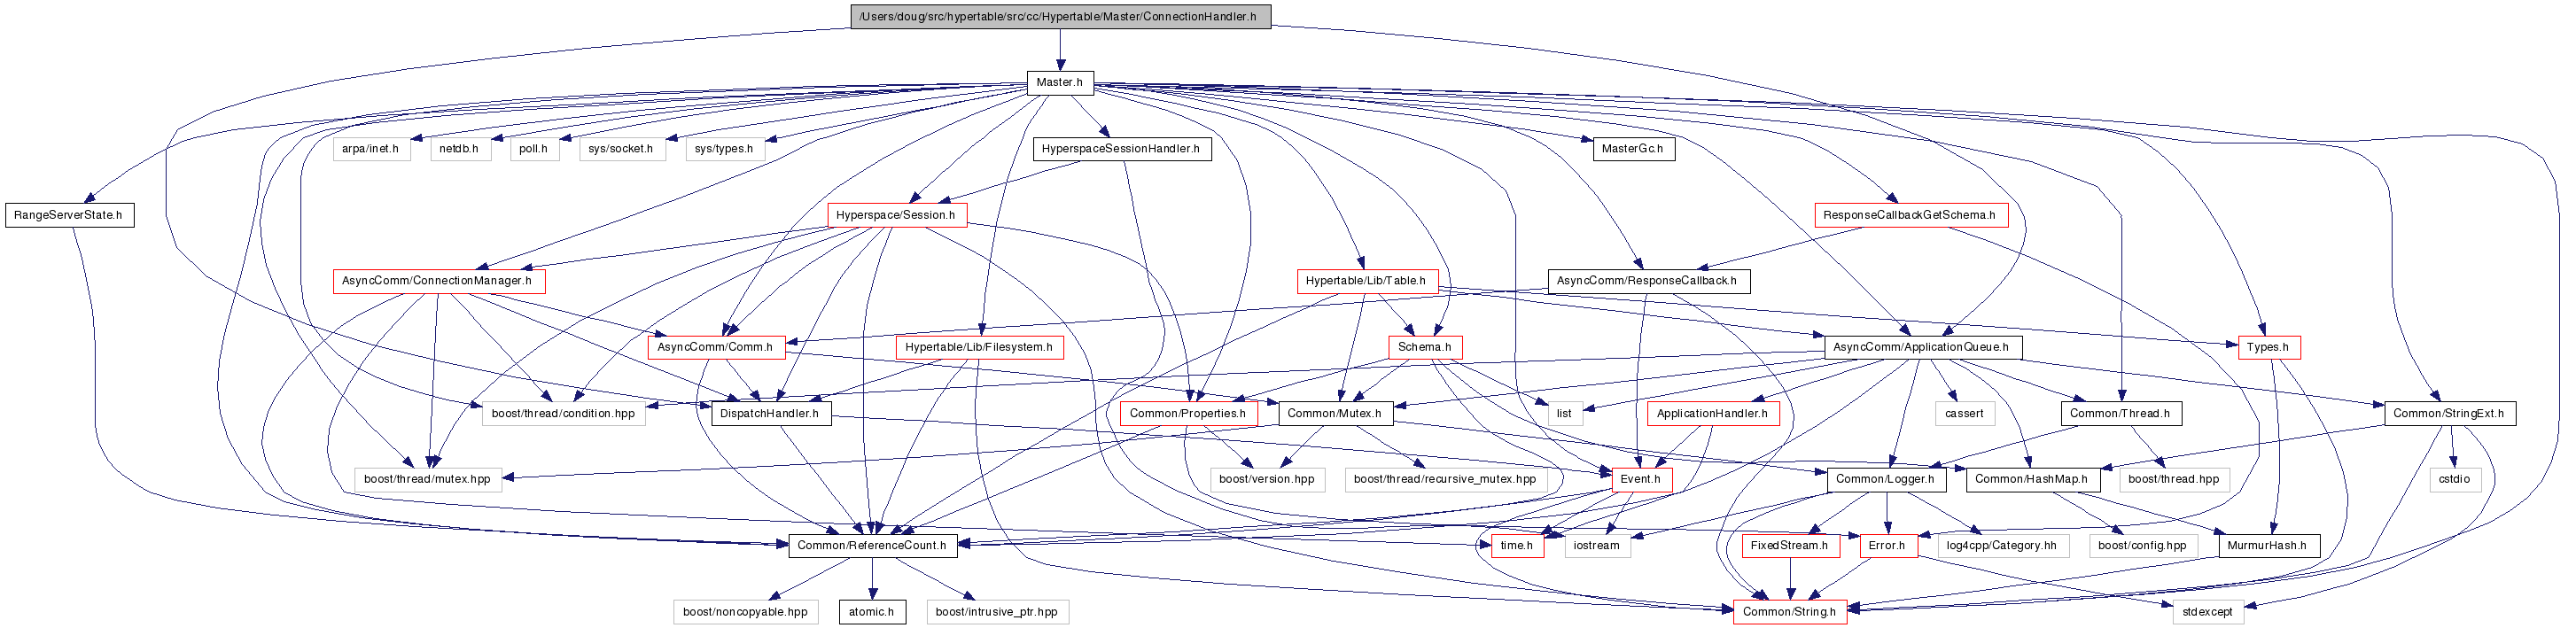 /Users/doug/src/hypertable/src/cc/Hypertable/Master/ConnectionHandler.h
Master.h
arpa/inet.h
netdb.h
poll.h
sys/socket.h
sys/types.h
HyperspaceSessionHandler.h
MasterGc.h
RangeServerState.h
Hyperspace/Session.h
ResponseCallbackGetSchema.h
AsyncComm/ConnectionManager.h
Hypertable/Lib/Table.h
AsyncComm/ResponseCallback.h
AsyncComm/Comm.h
Hypertable/Lib/Filesystem.h
Schema.h
AsyncComm/ApplicationQueue.h
Types.h
boost/thread/condition.hpp
DispatchHandler.h
Common/Properties.h
Common/Mutex.h
list
ApplicationHandler.h
cassert
Common/Thread.h
Common/StringExt.h
boost/thread/mutex.hpp
boost/version.hpp
boost/thread/recursive_mutex.hpp
Event.h
Common/Logger.h
Common/HashMap.h
boost/thread.hpp
cstdio
Common/ReferenceCount.h
time.h
iostream
FixedStream.h
Error.h
log4cpp/Category.hh
boost/config.hpp
MurmurHash.h
boost/noncopyable.hpp
atomic.h
boost/intrusive_ptr.hpp
Common/String.h
stdexcept